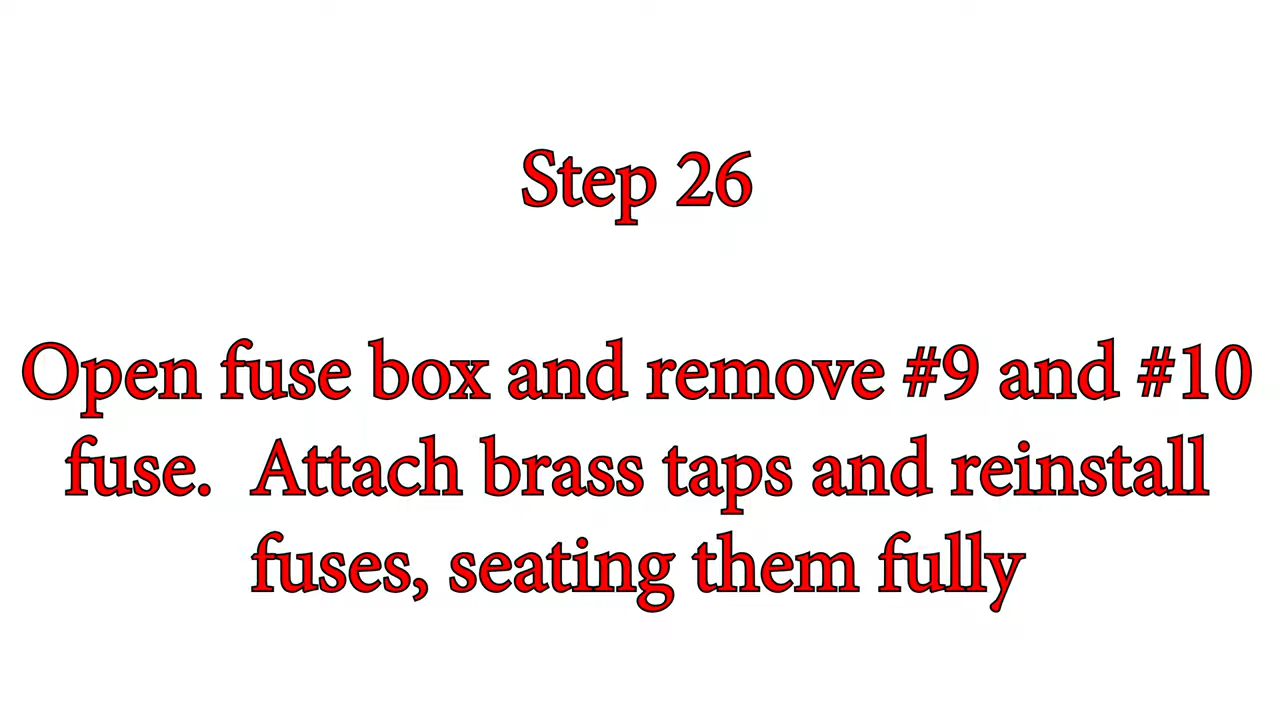 Step 26
Open fuse box and remove #9 and #10
fuse.  Attach brass taps and reinstall
fuses, seating them fully